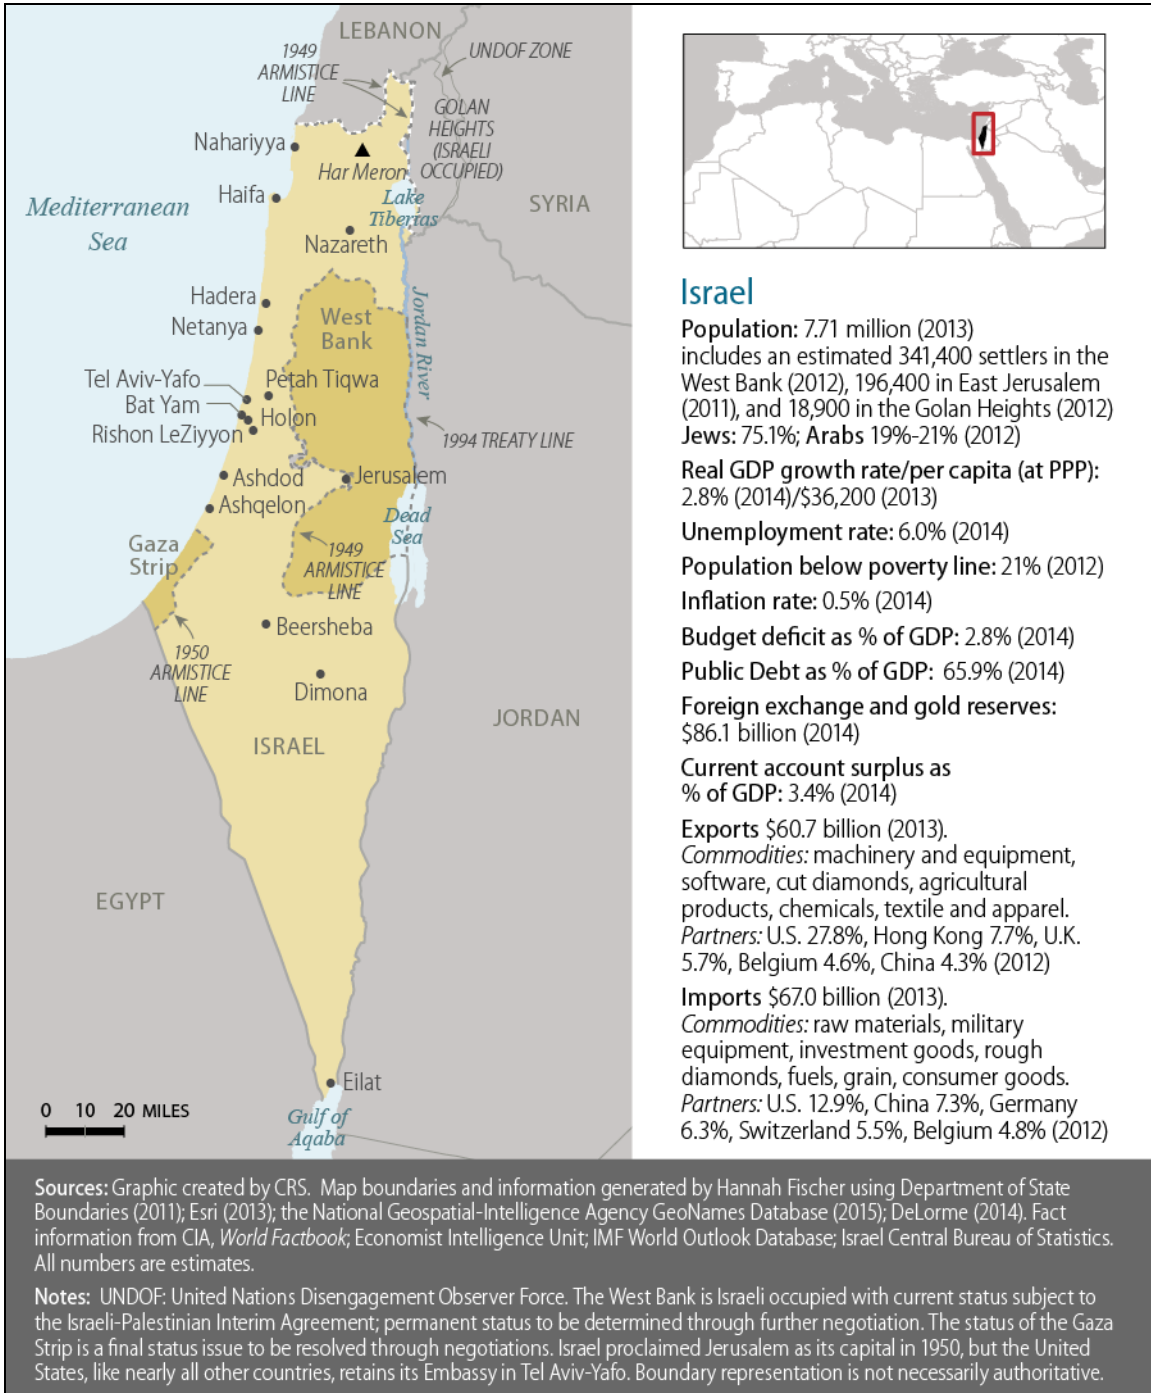 LEBANON
1949
ARMISTICE
LINE
UNDOF ZONE
GOLAN
HEIGHTS
(ISRAELI
OCCUPIED)
Nahariyya
Har Meron
Haifa
Lake
Tiberias
SYRIA
Mediterranean
Sea
Nazareth
Hadera
Netanya
West
Bank
Jordan River
Tel Aviv-Yafo
Petah Tiqwa
Bat Yam
Holon
Rishon LeZiyyon
1994 TREATY LINE
Ashdod
Jerusalem
Ashqelon
Dead
Sea
Gaza
Strip
1949
ARMISTICE
LINE
Beersheba
1950
ARMISTICE
LINE
Dimona
JORDAN
ISRAEL
EGYPT
Eilat
0 10 20 MILES
Gulf of
Aqaba
Israel
Population: 7.71 million (2013)
includes an estimated 341,400 settlers in the
West Bank (2012), 196,400 in East Jerusalem
(2011), and 18,900 in the Golan Heights (2012)
Jews: 75.1%; Arabs 19%-21% (2012)
Real GDP growth rate/per capita (at PPP):
2.8% (2014)/$36,200 (2013)
Unemployment rate: 6.0% (2014)
Population below poverty line: 21% (2012)
Inflation rate: 0.5% (2014)
Budget deficit as % of GDP: 2.8% (2014)
Public Debt as % of GDP: 65.9% (2014)
Foreign exchange and gold reserves:
$86.1 billion (2014)
Current account surplus as
% of GDP: 3.4% (2014)
Exports $60.7 billion (2013).
Commodities: machinery and equipment,
software, cut diamonds, agricultural
products, chemicals, textile and apparel.
Partners: U.S. 27.8%, Hong Kong 7.7%, U.K.
5.7%, Belgium 4.6%, China 4.3% (2012)
Imports $67.0 billion (2013).
Commodities: raw materials, military
equipment, investment goods, rough
diamonds, fuels, grain, consumer goods.
Partners: U.S. 12.9%, China 7.3%, Germany
6.3%, Switzerland 5.5%, Belgium 4.8% (2012)
Sources: Graphic created by CRS. Map boundaries and information generated by Hannah Fischer using Department of State
Boundaries (2011); Esri (2013); the National Geospatial-Intelligence Agency GeoNames Database (2015); DeLorme (2014). Fact
information from CIA, World Factbook; Economist Intelligence Unit; IMF World Outlook Database; Israel Central Bureau of Statistics.
All numbers are estimates.
Notes: UNDOF: United Nations Disengagement Observer Force. The West Bank is Israeli occupied with current status subject to
the Israeli-Palestinian Interim Agreement; permanent status to be determined through further negotiation. The status of the Gaza
Strip is a final status issue to be resolved through negotiations. Israel proclaimed Jerusalem as its capital in 1950, but the United
States, like nearly all other countries, retains its Embassy in Tel Aviv-Yafo. Boundary representation is not necessarily authoritative.